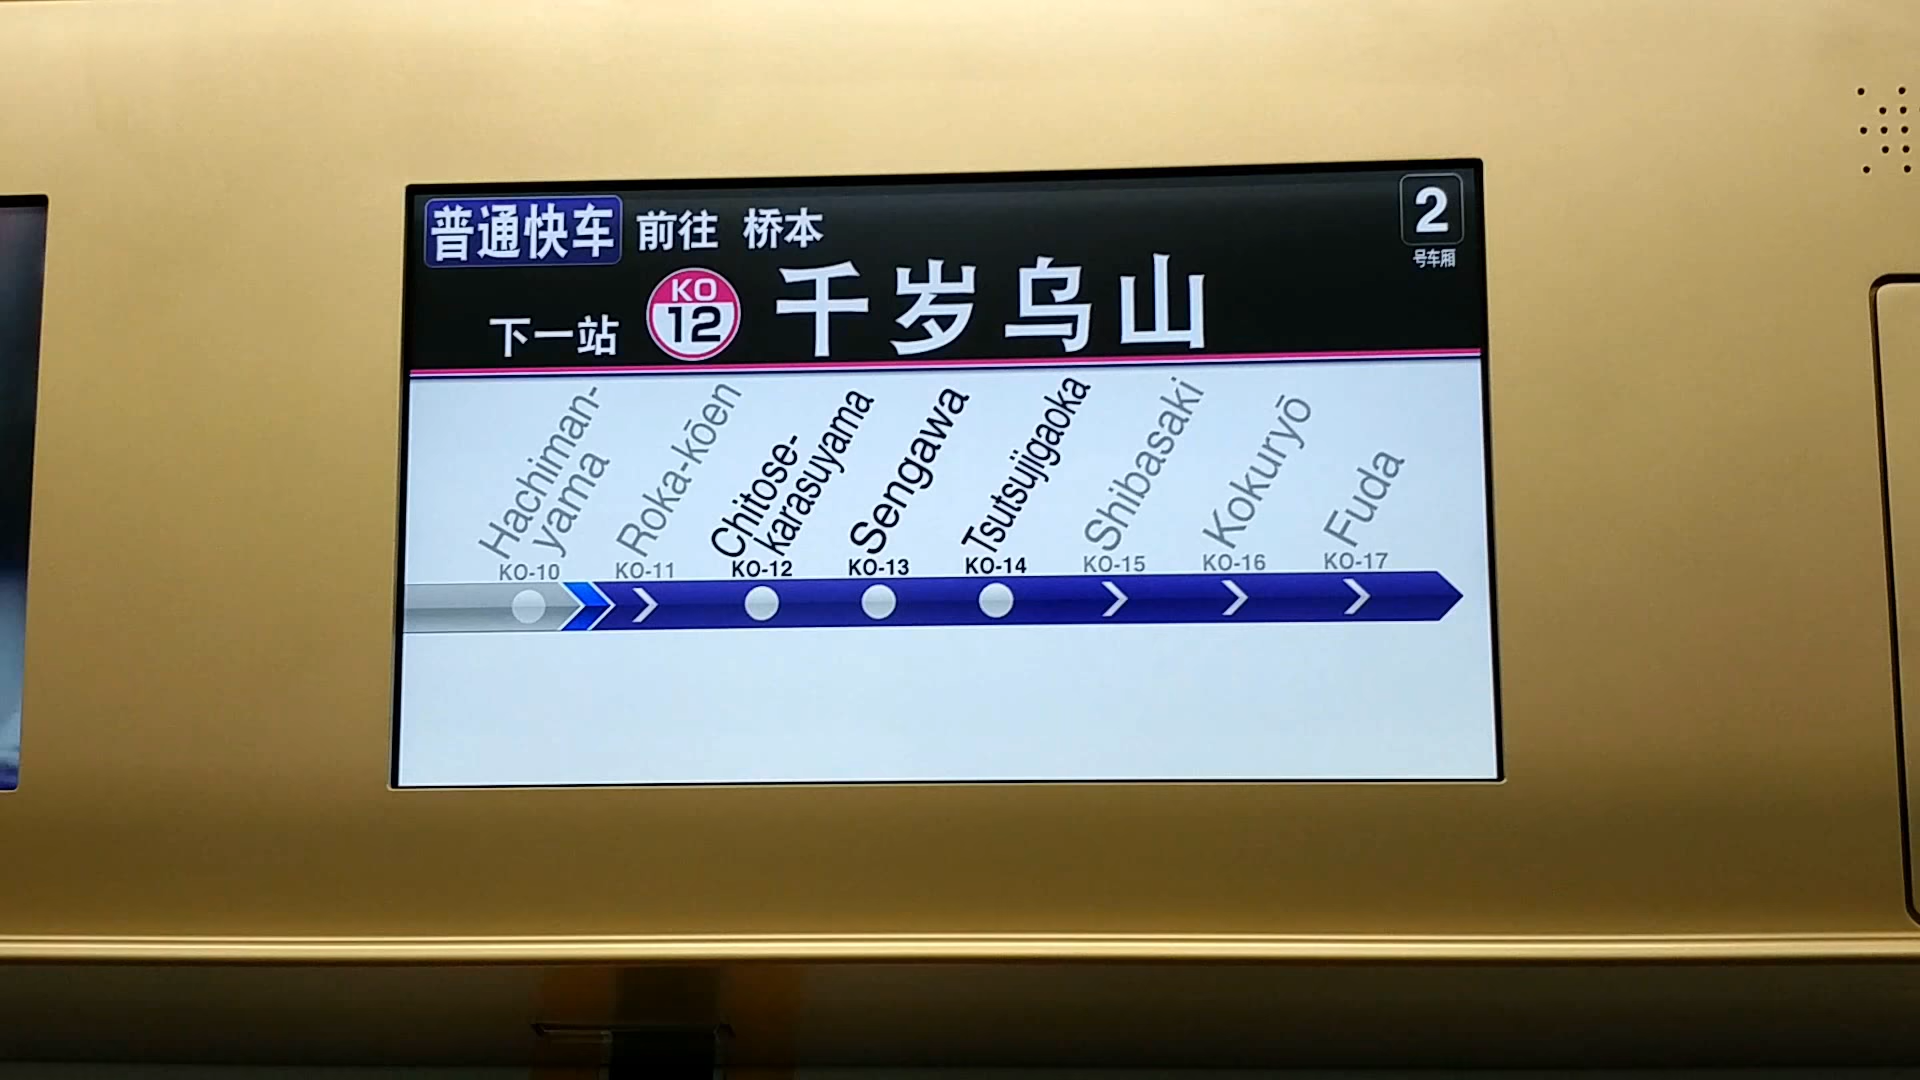 普通快车 前往 桥本
2
号车厢
下一站 KO 12 千岁乌山
Hachiman-
yama
Roka-kōen
Chitose-
karasuyama
Sengawa
Tsutsujigaoka
Shibasaki
Kokuryō
Fuda
KO-10 KO-11 KO-12 KO-13 KO-14 KO-15 KO-16 KO-17